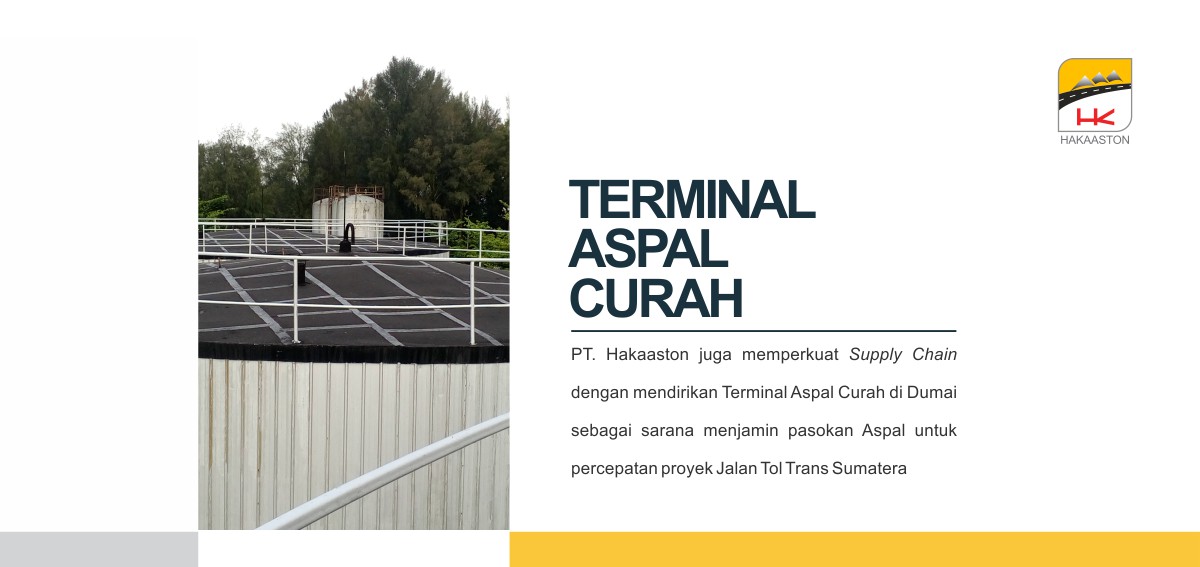 HK
HAKAASTON
TERMINAL
ASPAL
CURAH
PT. Hakaaston juga memperkuat Supply Chain
dengan mendirikan Terminal Aspal Curah di Dumai
sebagai sarana menjamin pasokan Aspal untuk
percepatan proyek Jalan Tol Trans Sumatera